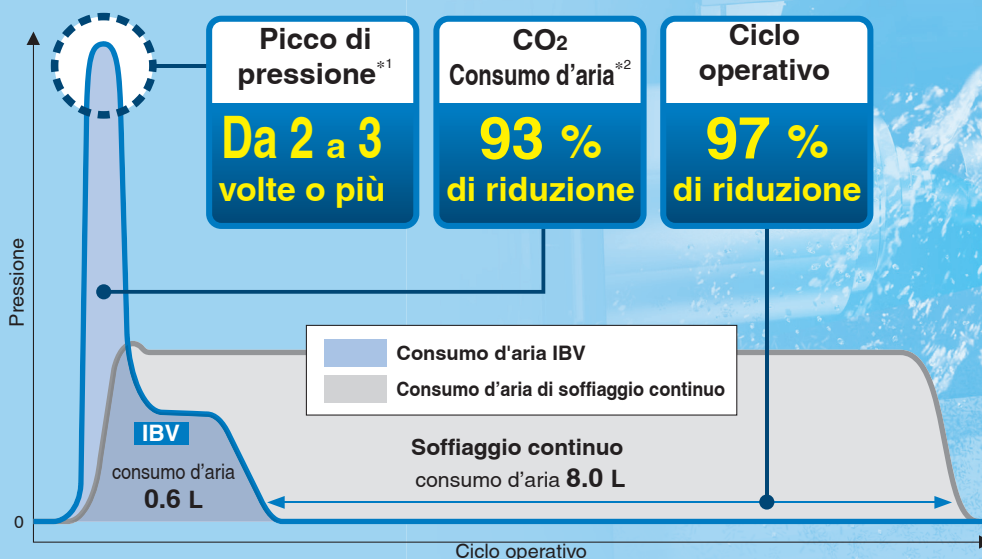 Picco di
pressione*1
Da 2 a 3
volte o più
CO2
Consumo d'aria*2
93 %
di riduzione
Ciclo
operativo
97 %
di riduzione
Pressione
Consumo d'aria IBV
Consumo d'aria di soffiaggio continuo
IBV
consumo d'aria
0.6 L
Soffiaggio continuo
consumo d'aria 8.0 L
0
Ciclo operativo